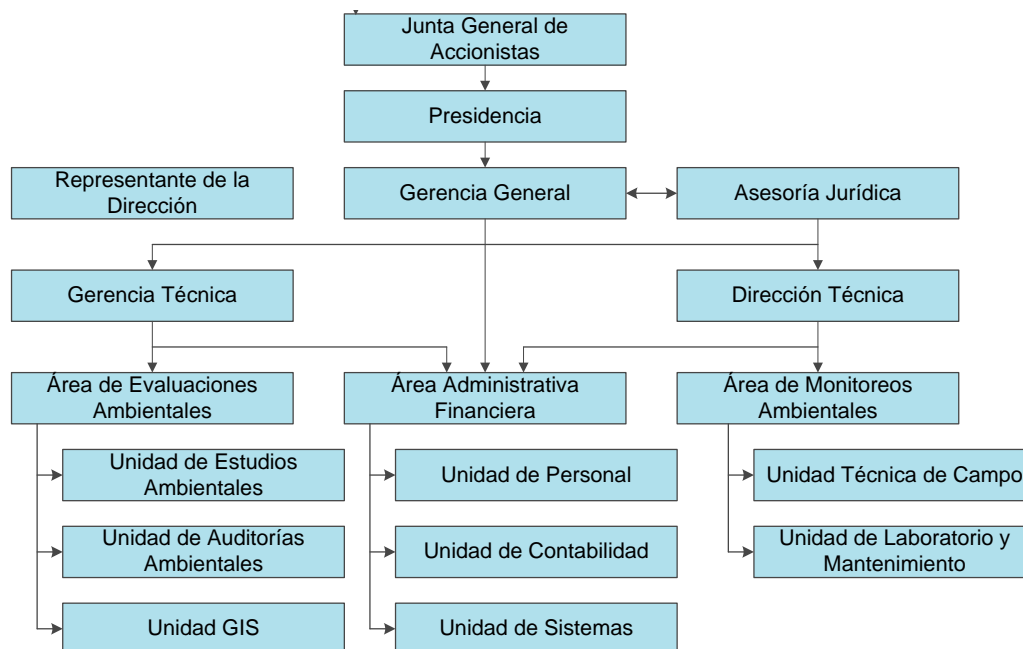 Junta General de
Accionistas
Presidencia
Representante de la
Dirección
Gerencia General
Asesoría Jurídica
Gerencia Técnica
Dirección Técnica
Área de Evaluaciones
Ambientales
Área Administrativa
Financiera
Área de Monitoreos
Ambientales
Unidad de Estudios
Ambientales
Unidad de Personal
Unidad Técnica de Campo
Unidad de Auditorías
Ambientales
Unidad de Contabilidad
Unidad de Laboratorio y
Mantenimiento
Unidad GIS
Unidad de Sistemas